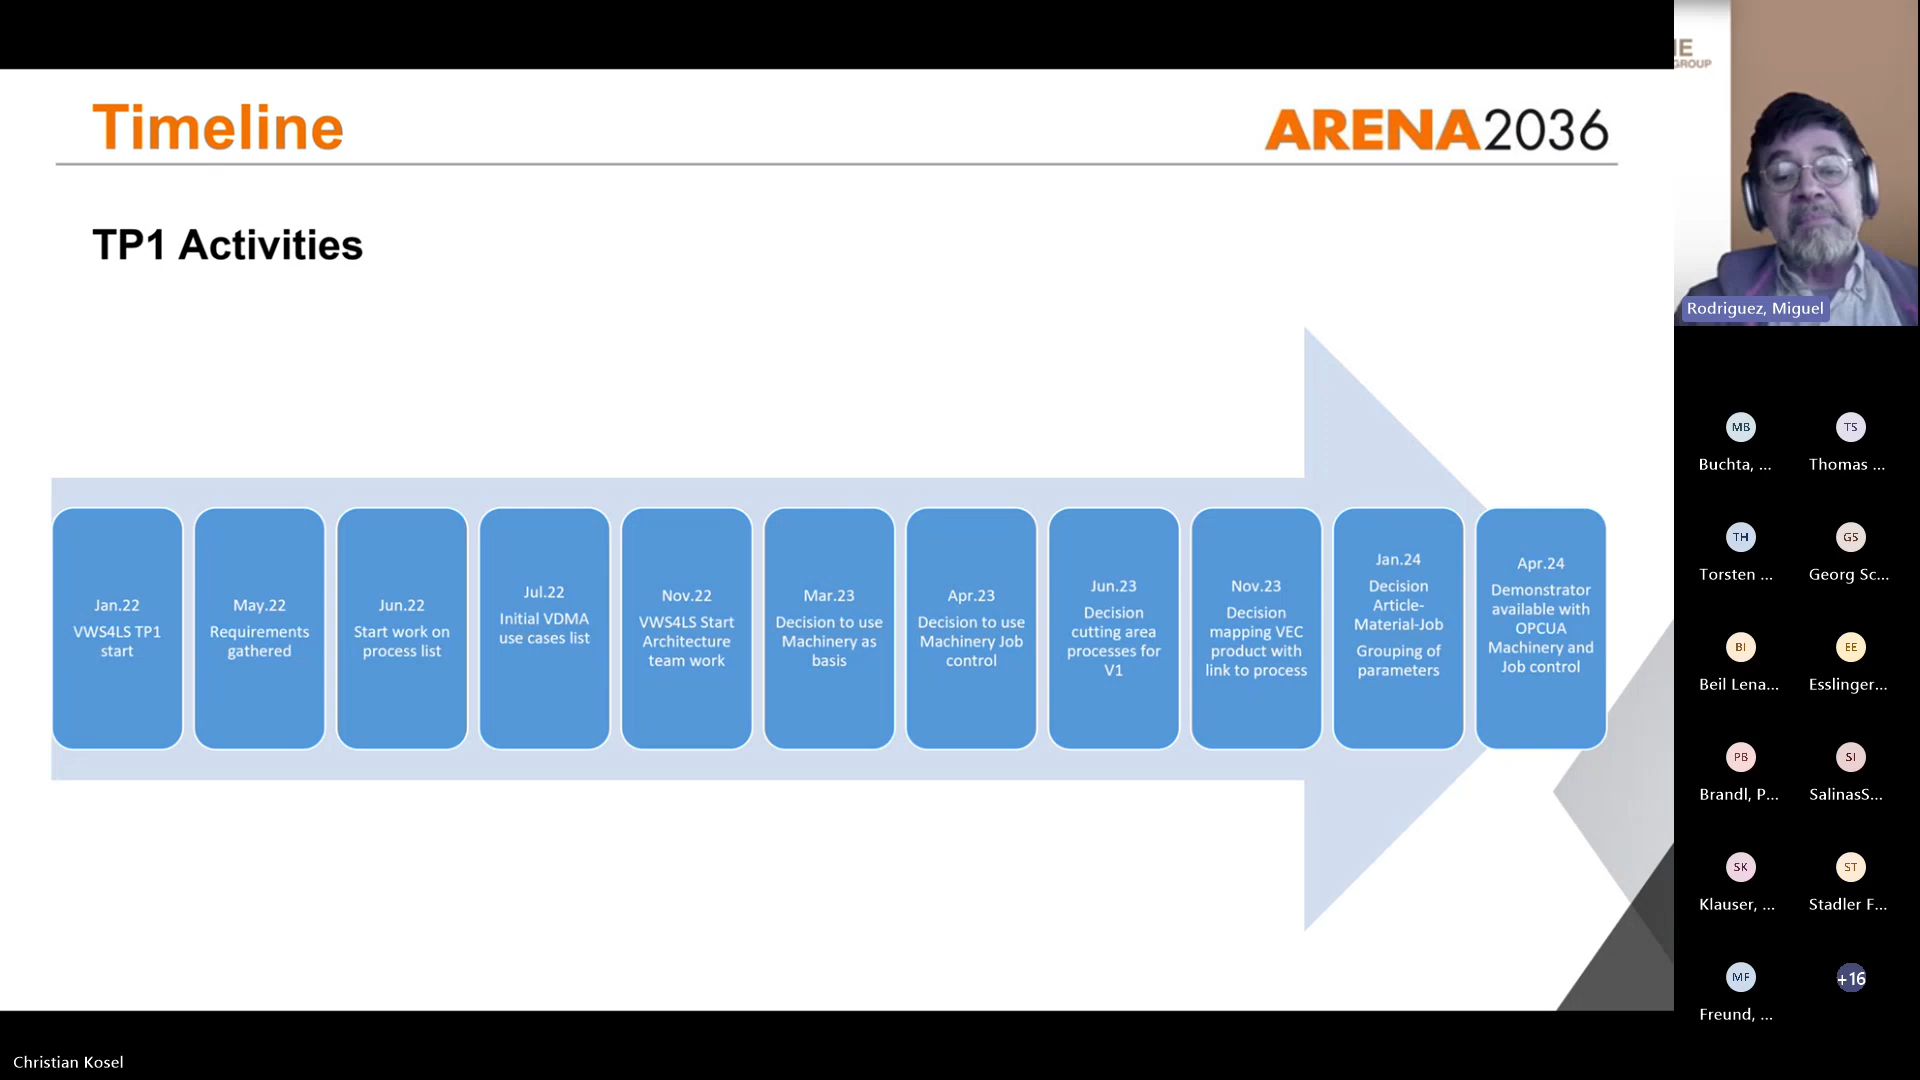 Timeline
ARENA2036
TP1 Activities
Jan.22
VWS4LS TP1
start
May.22
Requirements
gathered
Jun.22
Start work on
process list
Jul.22
Initial VDMA
use cases list
Nov.22
VWS4LS Start
Architecture
team work
Mar.23
Decision to use
Machinery as
basis
Apr.23
Decision to use
Machinery Job
control
Jun.23
Decision
cutting area
processes for
V1
Nov.23
Decision
mapping VEC
product with
link to process
Jan.24
Decision
Article-
Material-Job
Grouping of
parameters
Apr.24
Demonstrator
available with
OPCUA
Machinery and
Job control
IE
GROUP
Rodriguez, Miguel
MB
Buchta, ...
TS
Thomas ...
TH
Torsten ...
GS
Georg Sc...
BI
Beil Lena...
EE
Esslinger...
PB
Brandl, P...
SI
SalinasS...
SK
Klauser, ...
ST
Stadler F...
MF
Freund, ...
+16
Christian Kosel